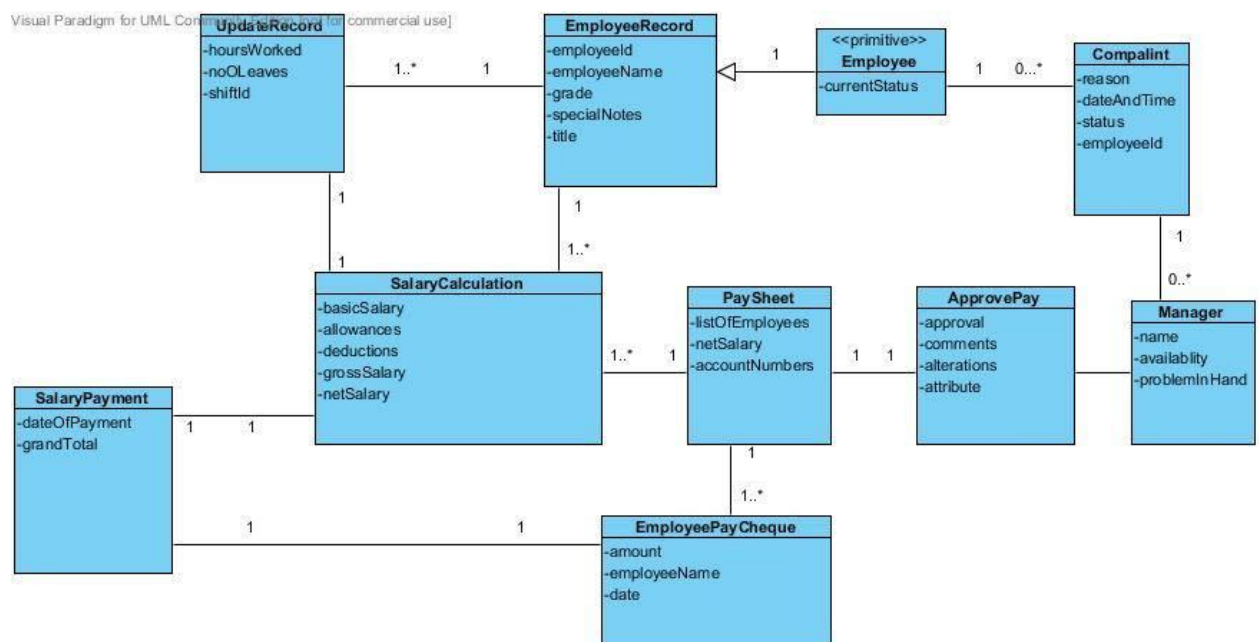 Visual Paradigm for UML Community Edition [not for commercial use]
UpdateRecord
-hoursWorked
-noOLeaves
-shiftId
1..*
1
EmployeeRecord
-employeeId
-employeeName
-grade
-specialNotes
-title
1
<<primitive>>
Employee
-currentStatus
1
0...*
Compalint
-reason
-dateAndTime
-status
-employeeId
1
1
1
1..*
1
0..*
SalaryCalculation
-basicSalary
-allowances
-deductions
-grossSalary
-netSalary
1..*
1
PaySheet
-listOfEmployees
-netSalary
-accountNumbers
1
1
ApprovePay
-approval
-comments
-alterations
-attribute
Manager
-name
-availablity
-problemInHand
SalaryPayment
-dateOfPayment
-grandTotal
1
1
1
1..*
1
1
EmployeePayCheque
-amount
-employeeName
-date